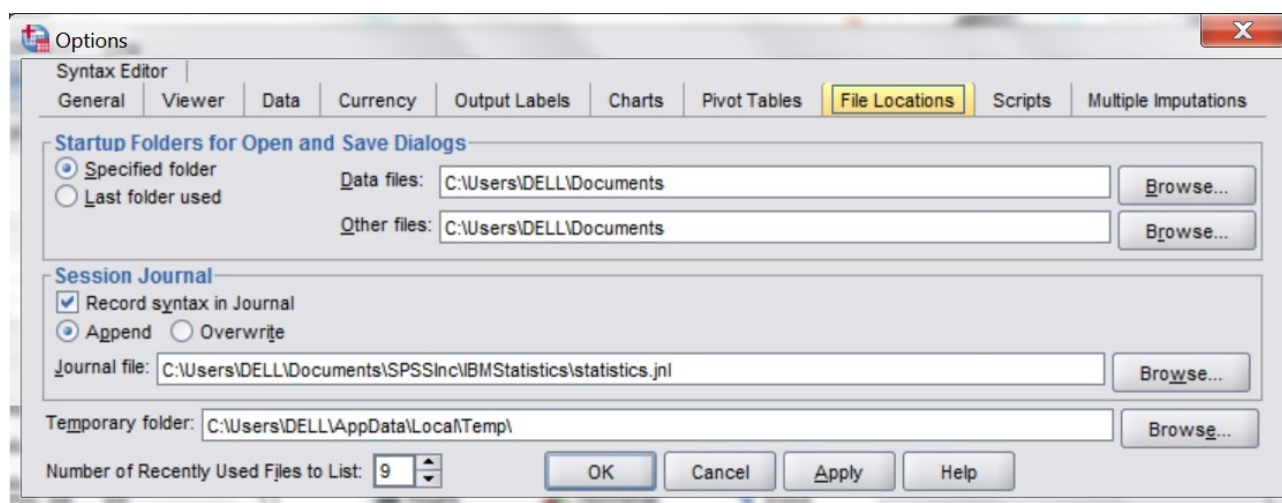 Options
X
Syntax Editor
General Viewer Data Currency Output Labels Charts Pivot Tables File Locations Scripts Multiple Imputations
Startup Folders for Open and Save Dialogs
Specified folder
Last folder used
Data files: C:\Users\DELL\Documents Browse...
Other files: C:\Users\DELL\Documents Browse...
Session Journal
Record syntax in Journal
Append Overwrite
Journal file: C:\Users\DELL\Documents\SPSSInc\IBMStatistics\statistics.jnl Browse...
Temporary folder: C:\Users\DELL\AppData\Local\Temp\ Browse...
Number of Recently Used Files to List: 9 OK Cancel Apply Help